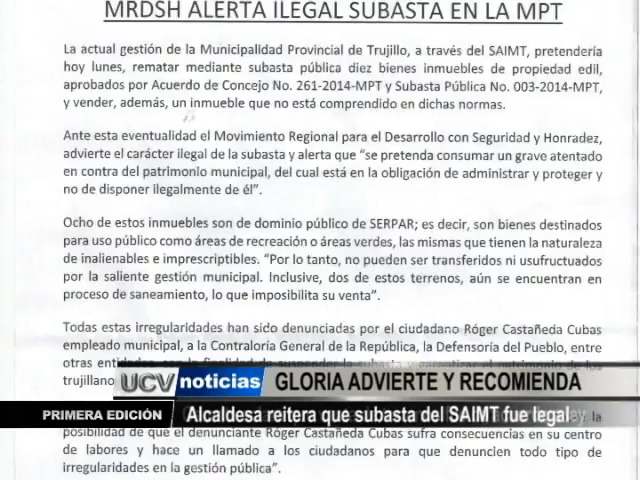 MRDSH ALERTA ILEGAL SUBASTA EN LA MPT
La actual gestión de la Municipalidad Provincial de Trujillo, a través del SAIMT, pretendería
hoy lunes, rematar mediante subasta pública diez bienes inmuebles de propiedad edil,
aprobados por Acuerdo de Concejo No. 261-2014-MPT y Subasta Pública No. 003-2014-MPT,
y vender, además, un inmueble que no está comprendido en dichas normas.
Ante esta eventualidad el Movimiento Regional para el Desarrollo con Seguridad y Honradez,
advierte el carácter ilegal de la subasta y alerta que “se pretenda consumar un grave atentado
en contra del patrimonio municipal, del cual está en la obligación de administrar y proteger y
no de disponer ilegalmente de él”.
Ocho de estos inmuebles son de dominio público de SERPAR; es decir, son bienes destinados
para uso público como áreas de recreación o áreas verdes, las mismas que tienen la naturaleza
de inalienables e imprescriptibles. “Por lo tanto, no pueden ser transferidos ni usufructuados
por la saliente gestión municipal. Inclusive, dos de estos terrenos, aún se encuentran en
proceso de saneamiento, lo que imposibilita su venta”.
Todas estas irregularidades han sido denunciadas por el ciudadano Róger Castañeda Cubas
empleado municipal, a la Contraloría General de la República, la Defensoría del Pueblo, entre
otras
trujillano
UCV noticias GLORIA ADVIERTE Y RECOMIENDA
PRIMERA EDICIÓN Alcaldesa reitera que subasta del SAIMT fue legal
la
posibilidad de que el denunciante Róger Castañeda Cubas sufra consecuencias en su centro
de labores y hace un llamado a los ciudadanos para que denuncien todo tipo de
irregularidades en la gestión pública”.